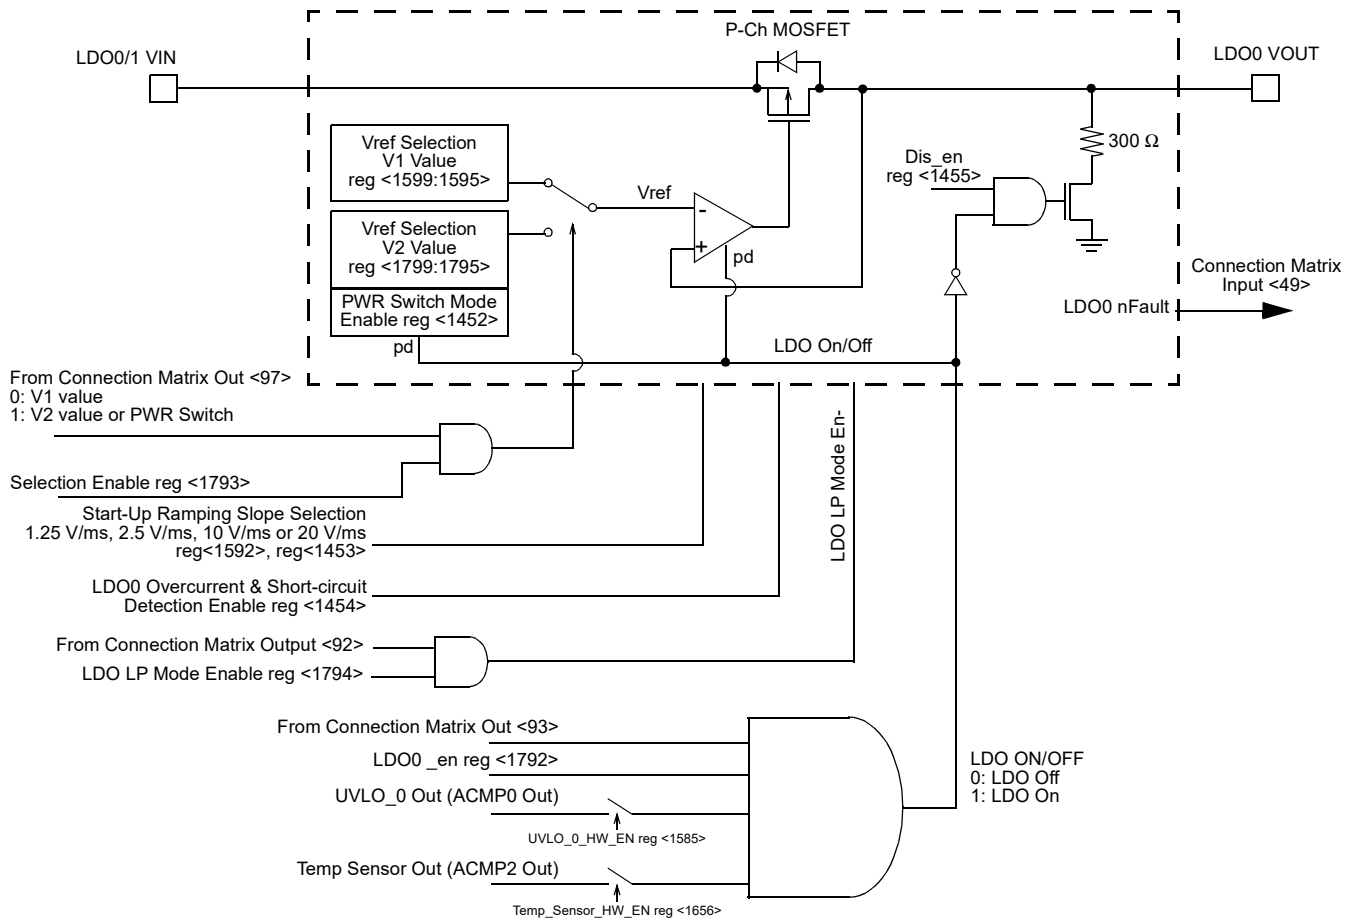 P-Ch MOSFET
LDO0/1 VIN
LDO0 VOUT
Vref Selection
V1 Value
reg <1599:1595>
300 Ω
Dis_en
reg <1455>
Vref
-
Vref Selection
V2 Value
reg <1799:1795>
+
pd
Connection Matrix
Input <49>
PWR Switch Mode
Enable reg <1452>
LDO0 nFault
pd
LDO On/Off
From Connection Matrix Out <97>
0: V1 value
1: V2 value or PWR Switch
LDO LP Mode En-
Selection Enable reg <1793>
Start-Up Ramping Slope Selection
1.25 V/ms, 2.5 V/ms, 10 V/ms or 20 V/ms
reg<1592>, reg<1453>
LDO0 Overcurrent & Short-circuit
Detection Enable reg <1454>
From Connection Matrix Output <92>
LDO LP Mode Enable reg <1794>
From Connection Matrix Out <93>
LDO0 _en reg <1792>
LDO ON/OFF
0: LDO Off
1: LDO On
UVLO_0 Out (ACMP0 Out)
UVLO_0_HW_EN reg <1585>
Temp Sensor Out (ACMP2 Out)
Temp_Sensor_HW_EN reg <1656>